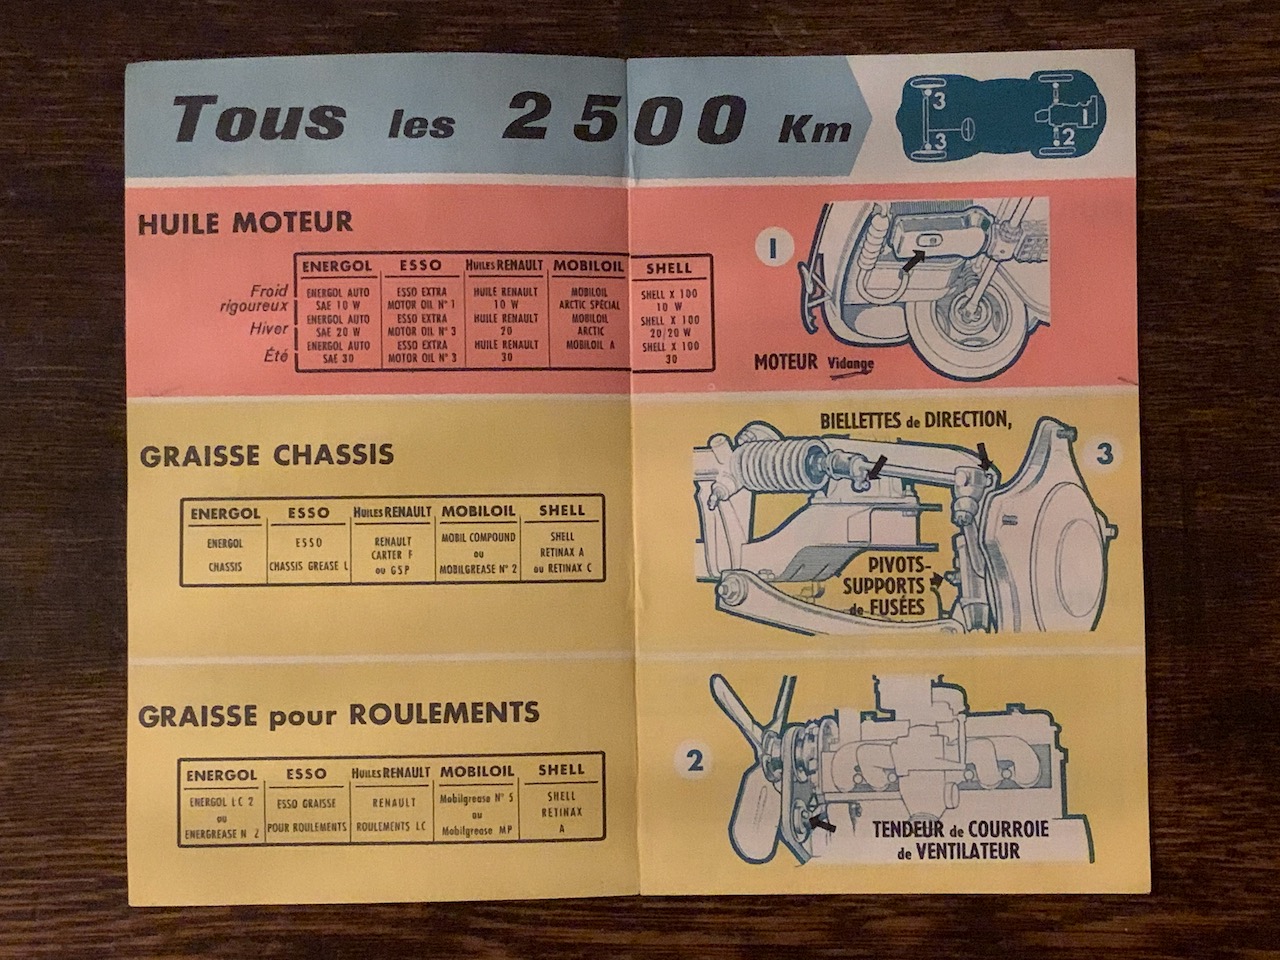 Tous les 2500 Km
3
3
1
2
HUILE MOTEUR
ENERGOL ESSO HUILES RENAULT MOBILOIL SHELL
Froid ENERGOL AUTO ESSO EXTRA HUILE RENAULT MOBILOIL SHELL X 100
rigoureux SAE 10 W MOTOR OIL N° 1 10 W ARCTIC SPÉCIAL 10 W
ENERGOL AUTO ESSO EXTRA HUILE RENAULT MOBILOIL SHELL X 100
Hiver SAE 20 W MOTOR OIL N° 3 20 ARCTIC 20/20 W
ENERGOL AUTO ESSO EXTRA HUILE RENAULT MOBILOIL A SHELL X 100
Été SAE 30 MOTOR OIL N° 3 30 30
1
MOTEUR Vidange
GRAISSE CHASSIS
ENERGOL ESSO HUILES RENAULT MOBILOIL SHELL
ENERGOL ESSO RENAULT MOBIL COMPOUND SHELL
CARTER F ou RETINAX A
CHASSIS CHASSIS GREASE L ou GSP MOBILGREASE N° 2 ou RETINAX C
BIELLETTES de DIRECTION,
3
PIVOTS-
SUPPORTS
de FUSÉES
GRAISSE pour ROULEMENTS
ENERGOL ESSO HUILES RENAULT MOBILOIL SHELL
ENERGOL LC 2 ESSO GRAISSE RENAULT Mobilgrease N° 5 SHELL
ou ou RETINAX
ENERGREASE N 2 POUR ROULEMENTS ROULEMENTS LC Mobilgrease MP A
2
TENDEUR de COURROIE
de VENTILATEUR